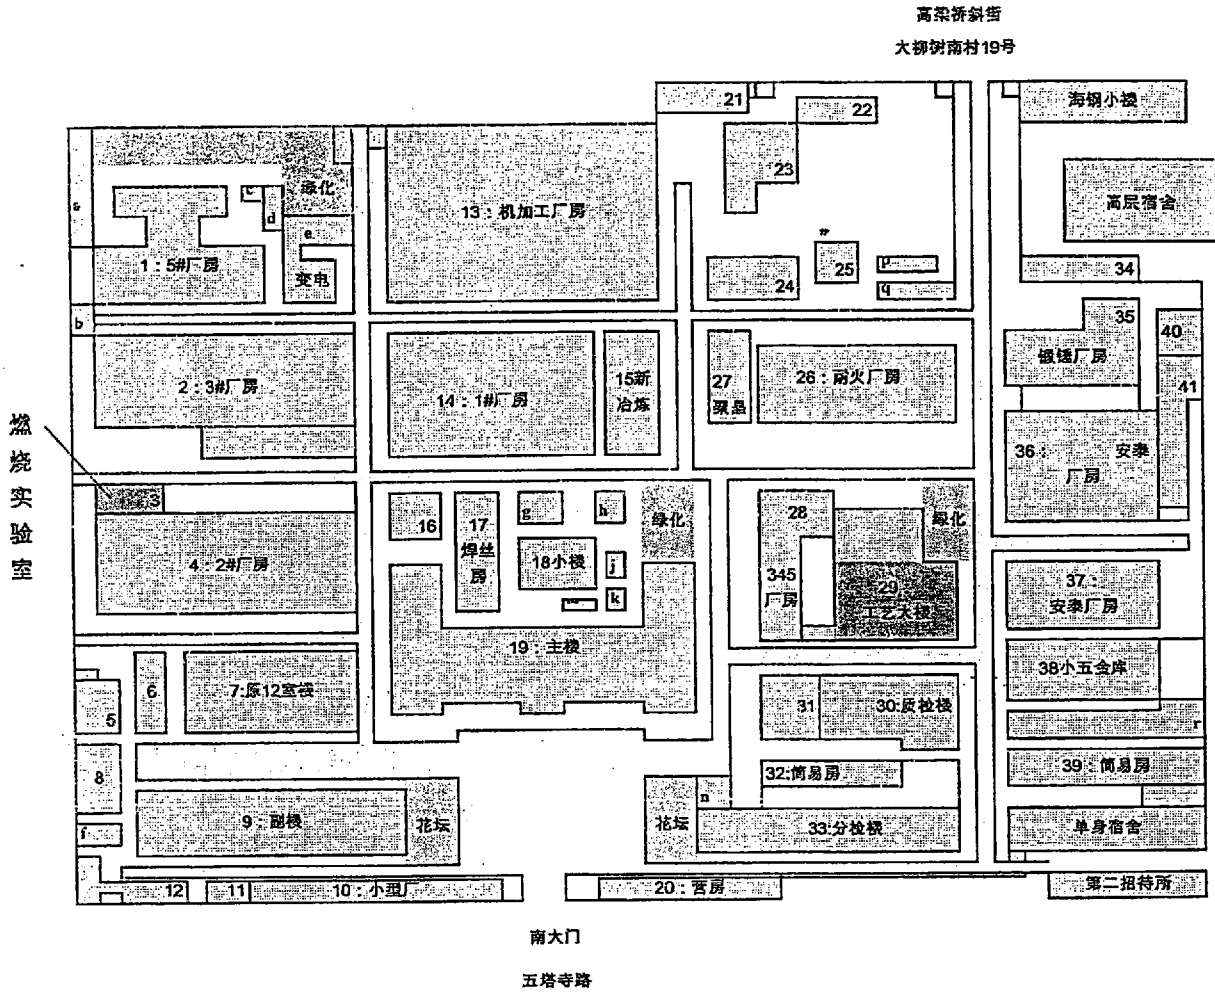 高梁桥斜街
大柳树南村19号
21
22
海钢小楼
23
高层宿舍
绿化
c
d
a
e
13：机加工厂房
1：5#厂房
变电
24
25
p
q
34
b
35
锻锤厂房
40
41
2：3#厂房
14：1#厂房
15新
冶炼
27
26：耐火厂房
36：
安泰
厂房
燃烧实验室
3
4：2#厂房
16
17
焊丝
房
g
h
绿化
18小楼
j
k
28
345
厂房
绿化
29
工艺大楼
37：
安泰厂房
19：主楼
38小五金库
r
5
6
7:原12室楼
31
30:质检楼
8
32:简易房
39：简易房
f
9：副楼
花坛
花坛
n
33:分检楼
单身宿舍
12
11
10：小型厂
20：营房
第二招待所
南大门
五塔寺路